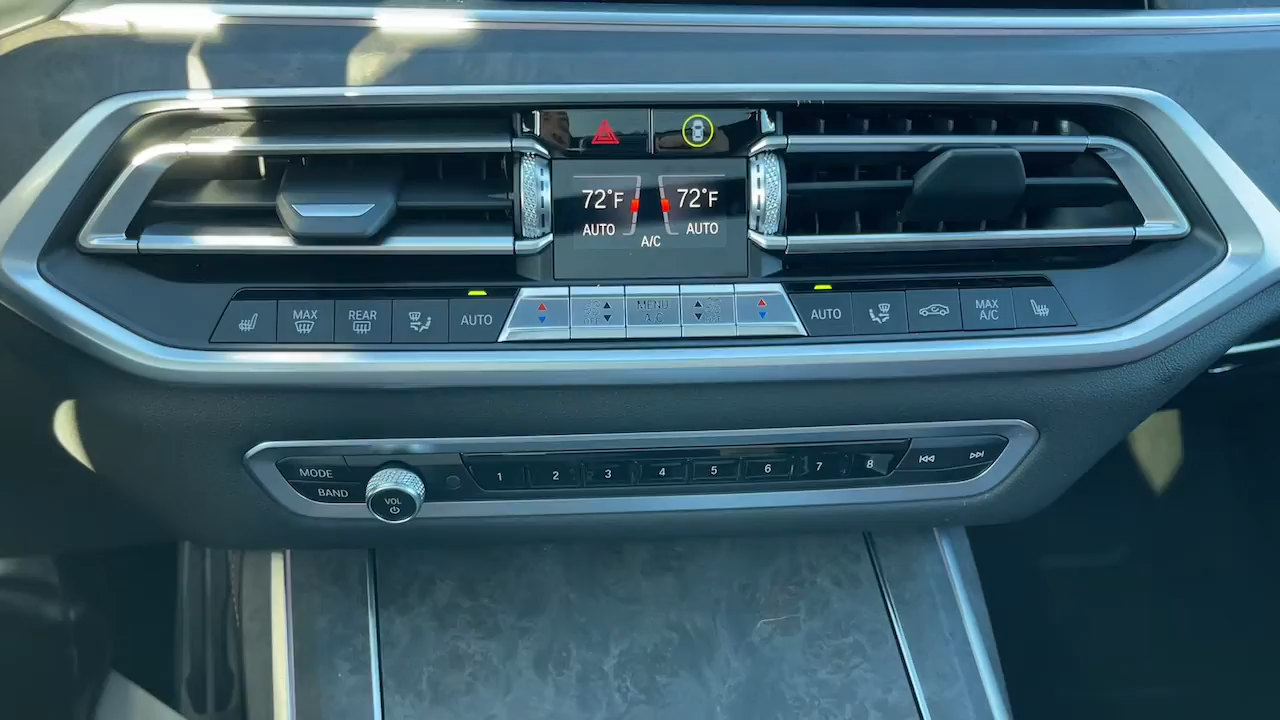 72°F 72°F
AUTO AUTO
A/C
MAX
REAR
AUTO
MENU
A/C
AUTO
MAX
A/C
MODE
BAND
VOL
1 2 3 4 5 6 7 8